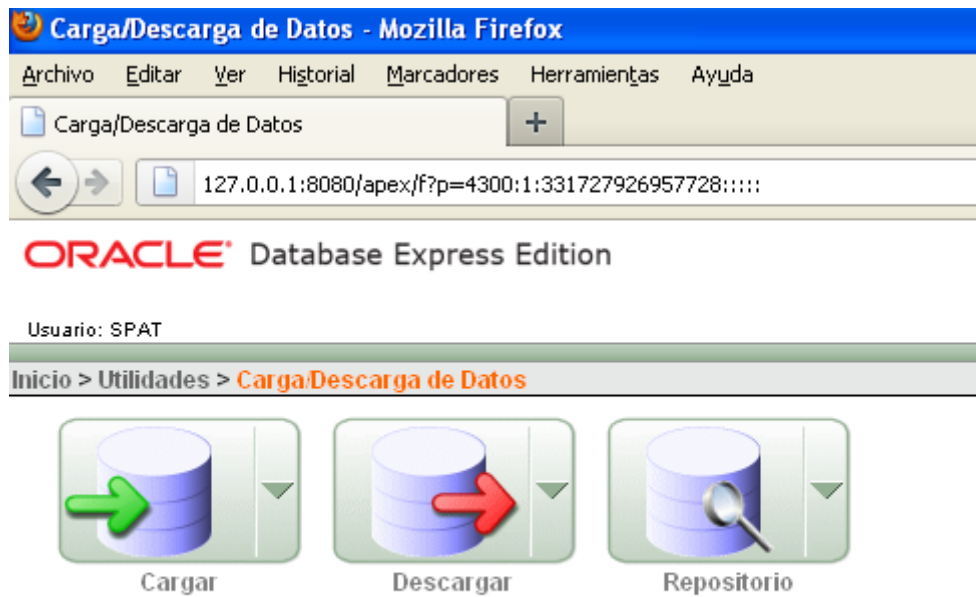 Carga/Descarga de Datos - Mozilla Firefox
Archivo Editar Ver Historial Marcadores Herramientas Ayuda
Carga/Descarga de Datos +
127.0.0.1:8080/apex/f?p=4300:1:331727926957728:::::
ORACLE Database Express Edition
Usuario: SPAT
Inicio > Utilidades > Carga/Descarga de Datos
Cargar Descargar Repositorio